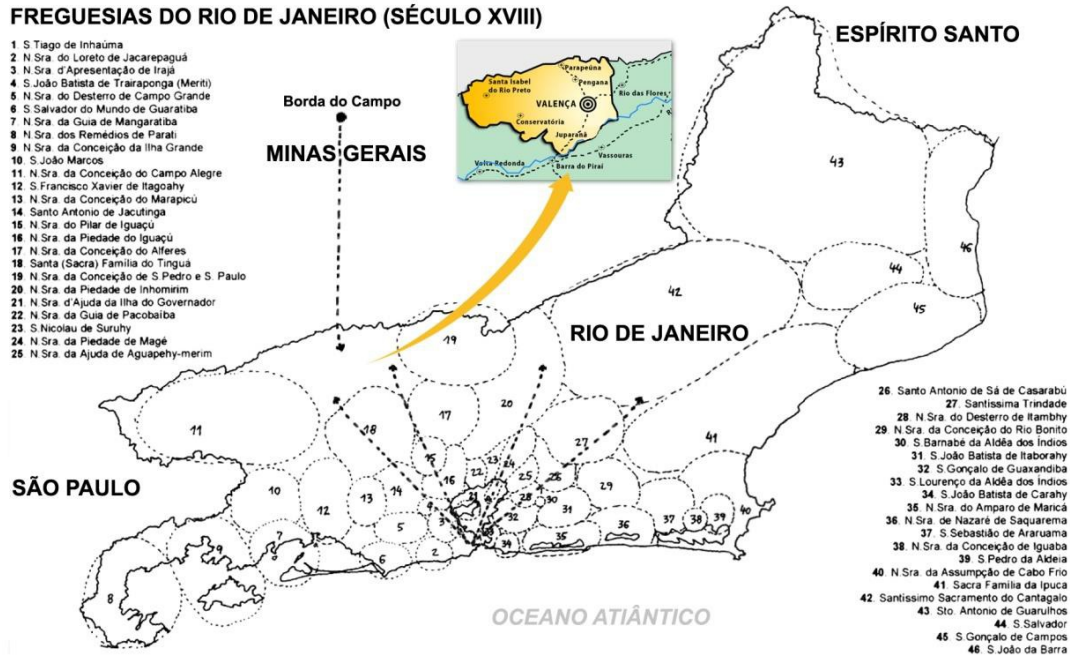 FREGUESIAS DO RIO DE JANEIRO (SÉCULO XVIII)
1 S.Tiago de Inhaúma
2 N.Sra. do Loreto de Jacarepaguá
3 N.Sra. d'Apresentação de Irajá
4 S.João Batista de Trairaponga (Meriti)
5 N.Sra. do Desterro de Campo Grande
6 S.Salvador do Mundo de Guaratiba
7 N.Sra. da Guia de Mangaratiba
8 N.Sra. dos Remédios de Parati
9 N.Sra. da Conceição da Ilha Grande
10. S.João Marcos
11. N.Sra. da Conceição do Campo Alegre
12. S.Francisco Xavier de Itagoahy
13. N.Sra. da Conceição do Marapicú
14. Santo Antonio de Jacutinga
15. N.Sra. do Pilar de Iguaçú
16. N.Sra. da Piedade do Iguaçú
17. N.Sra. da Conceição do Alferes
18. Santa (Sacra) Família do Tinguá
19. N.Sra. da Conceição de S.Pedro e S. Paulo
20. N.Sra. da Piedade de Inhomirim
21. N.Sra. d'Ajuda da Ilha do Governador
22. N.Sra. da Guia de Pacobaíba
23. S.Nicolau de Suruhy
24. N.Sra. da Piedade de Magé
25 N.Sra. da Ajuda de Aguapehy-merim
ESPÍRITO SANTO
Borda do Campo
MINAS GERAIS
Parapeúna
Santa Isabel
do Rio Preto
Pengana
Rio das Flores
VALENÇA
Conservatória
Juparanã
Vassouras
Volta Redonda
Barra do Piraí
RIO DE JANEIRO
SÃO PAULO
OCEANO ATLÂNTICO
43
46
44
42
45
19
20
17
11
18
41
27
15
23
24
22
16
25
26
29
10
12
13
14
21
28
30
31
32
36
37
38
39
40
5
3
35
34
2
6
7
9
8
26. Santo Antonio de Sá de Casarabú
27. Santissima Trindade
28. N.Sra. do Desterro de Itambhy
29. N.Sra. da Conceição do Rio Bonito
30. S.Barnabé da Aldêa dos Índios
31. S.João Batista de Itaborahy
32. S.Gonçalo de Guaxandiba
33. S.Lourenço da Aldêa dos Índios
34. S.João Batista de Carahy
35. N.Sra. do Amparo de Maricá
36. N.Sra. de Nazaré de Saquarema
37. S.Sebastião de Araruama
38. N.Sra. da Conceição de Iguaba
39. S.Pedro da Aldeia
40. N.Sra. da Assumpção de Cabo Frio
41. Sacra Família da Ipuca
42. Santissimo Sacramento do Cantagalo
43. Sto. Antonio de Guarulhos
44. S.Salvador
45. S.Gonçalo de Campos
46. S.João da Barra